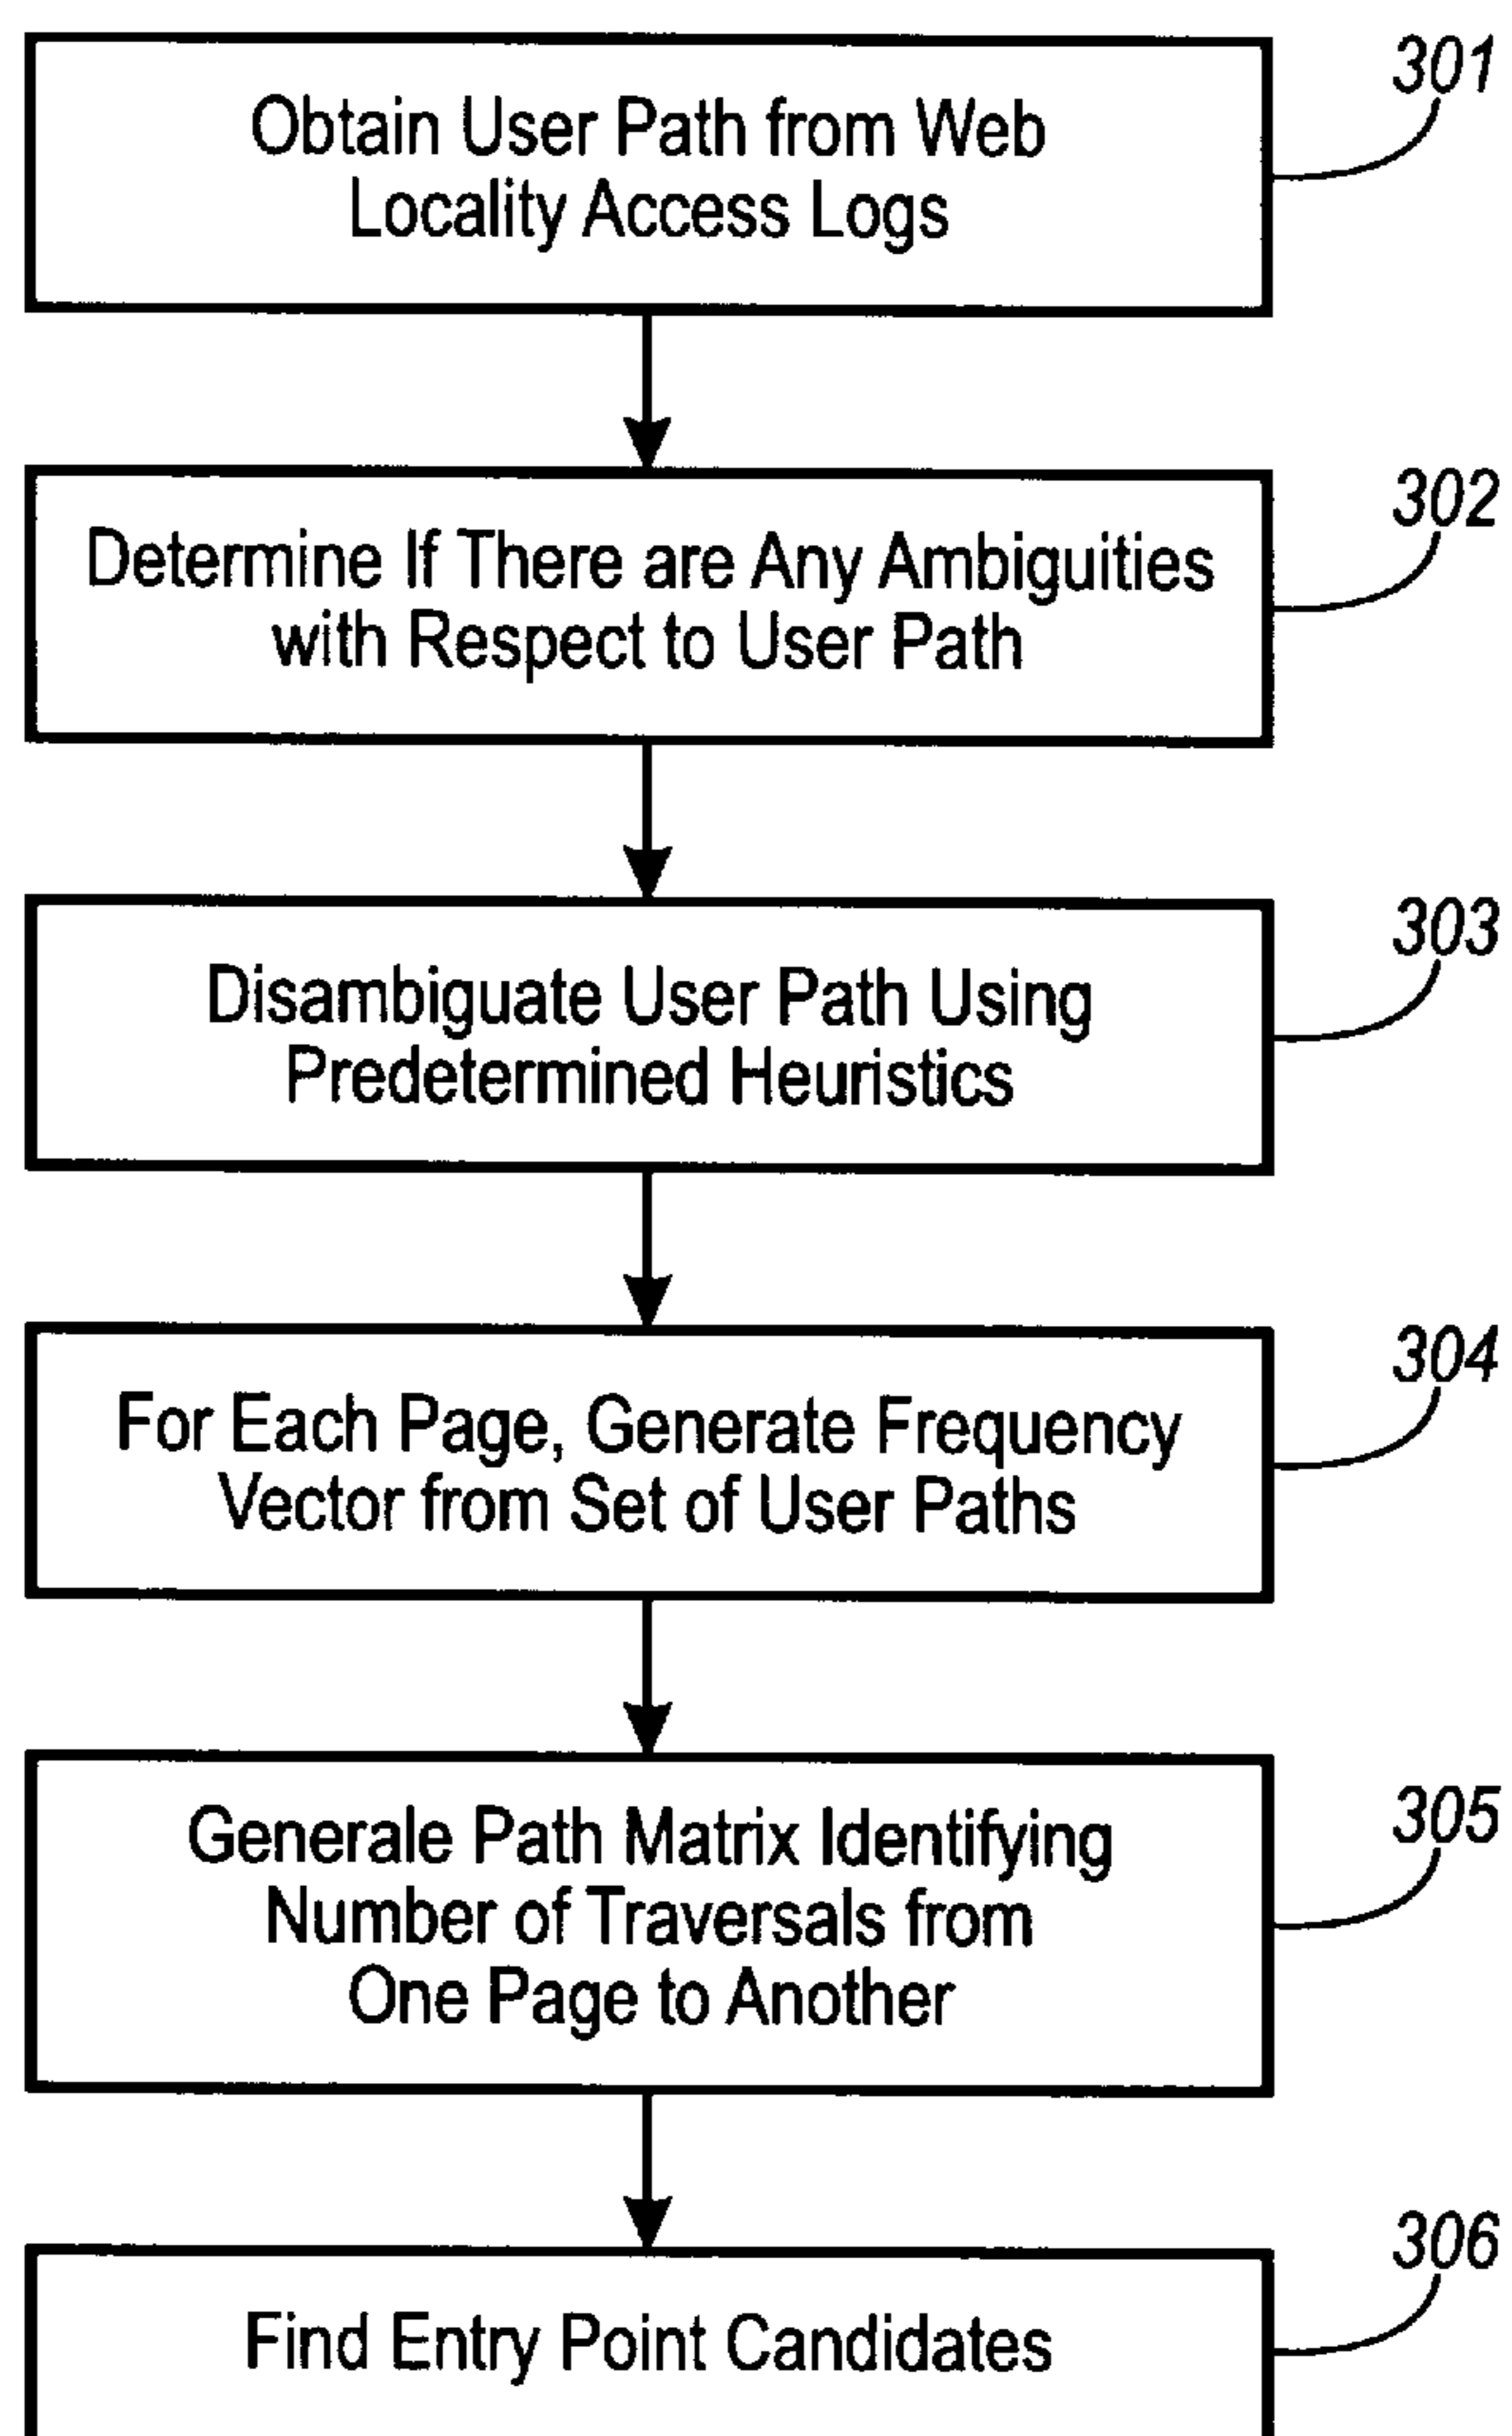 301
Obtain User Path from Web
Locality Access Logs
302
Determine If There are Any Ambiguities
with Respect to User Path
303
Disambiguate User Path Using
Predetermined Heuristics
304
For Each Page, Generate Frequency
Vector from Set of User Paths
305
Generale Path Matrix Identifying
Number of Traversals from
One Page to Another
306
Find Entry Point Candidates